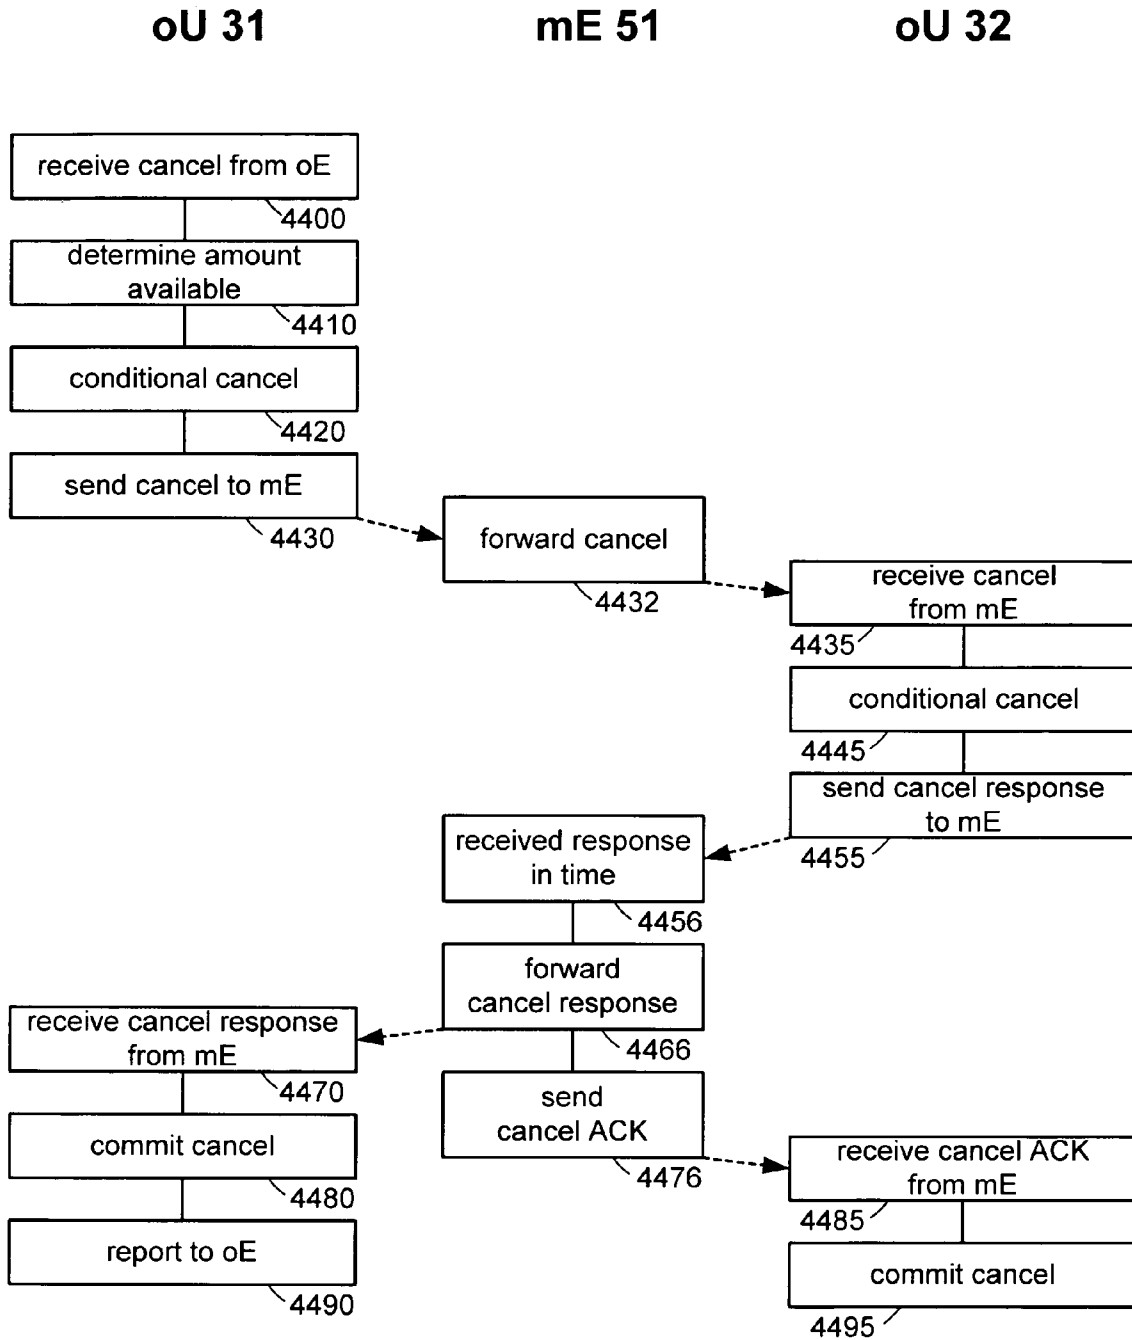 oU 31
mE 51
oU 32
receive cancel from oE
4400
determine amount
available
4410
conditional cancel
4420
send cancel to mE
4430
forward cancel
4432
receive cancel
from mE
4435
conditional cancel
4445
send cancel response
to mE
4455
received response
in time
4456
forward
cancel response
4466
receive cancel response
from mE
4470
send
cancel ACK
4476
commit cancel
4480
receive cancel ACK
from mE
4485
report to oE
4490
commit cancel
4495